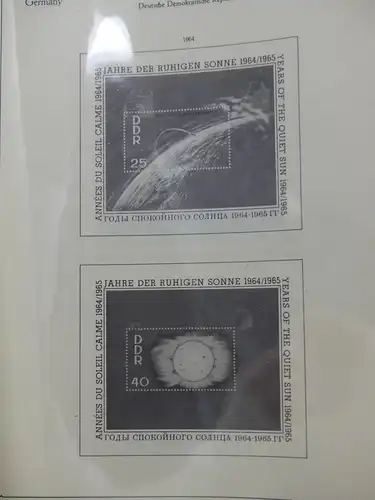 Germany
Deutsche Demokratische
1964
JAHRE DER RUHIGEN SONNE 1964/1965
ANNÉES DU SOLEIL CALME 1964/1965
YEARS OF THE QUIET SUN 1964/1965
DDR
25
ГОДЫ СПОКОЙНОГО СОЛНЦА 1964-1965 ГГ
JAHRE DER RUHIGEN SONNE 1964/1965
ANNÉES DU SOLEIL CALME 1964/1965
YEARS OF THE QUIET SUN 1964/1965
DDR
40
ГОДЫ СПОКОЙНОГО СОЛНЦА 1964-1965 ГГ